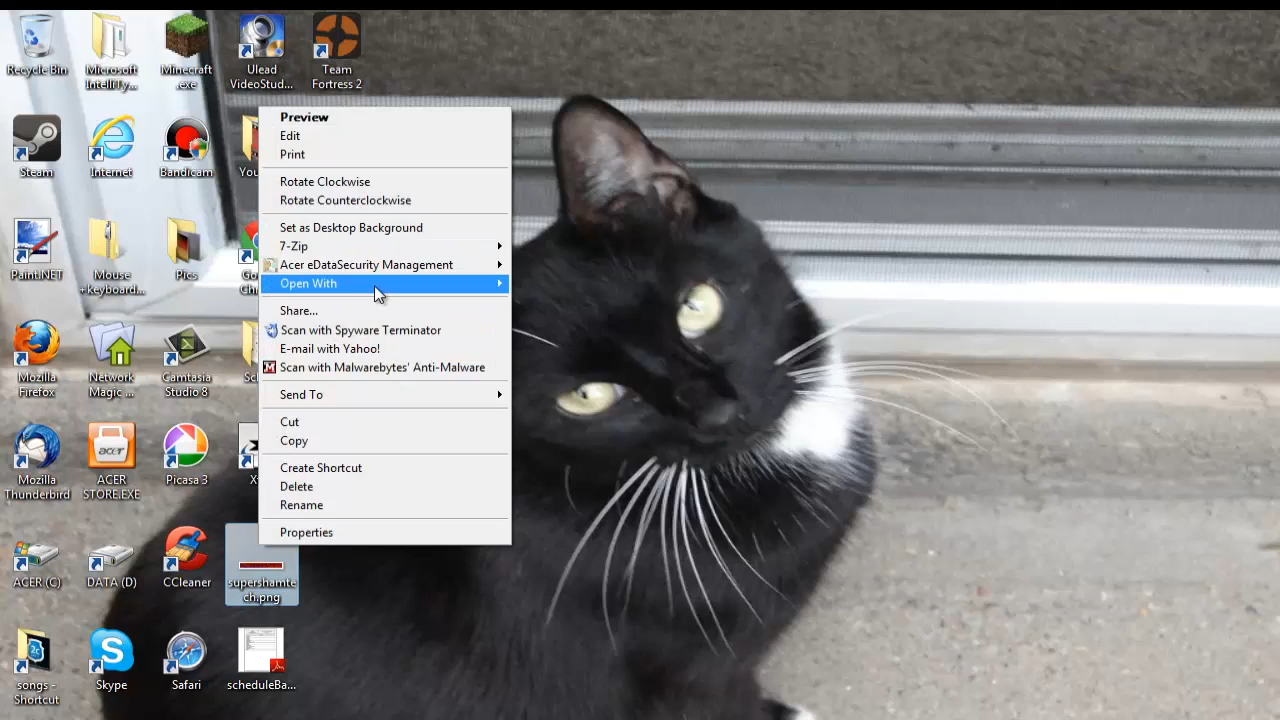 Recycle Bin
Microsoft
IntelliTy...
Minecraft
.exe
Ulead
VideoStud...
Team
Fortress 2
Steam
Internet
Bandicam
Paint.NET
Mouse
+keyboard...
Pics
Mozilla
Firefox
Network
Magic ...
Camtasia
Studio 8
Mozilla
Thunderbird
acer
ACER
STORE.EXE
Picasa 3
ACER (C)
DATA (D)
CCleaner
supershamte
ch.png
songs -
Shortcut
Skype
Safari
scheduleBa...
Preview
Edit
Print
Rotate Clockwise
Rotate Counterclockwise
Set as Desktop Background
7-Zip
Acer eDataSecurity Management
Open With
Share...
Scan with Spyware Terminator
E-mail with Yahoo!
Scan with Malwarebytes' Anti-Malware
Send To
Cut
Copy
Create Shortcut
Delete
Rename
Properties